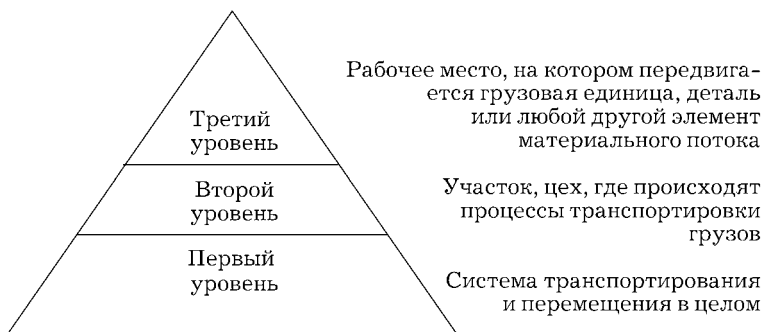 Рабочее место, на котором передвига-
ется грузовая единица, деталь
или любой другой элемент
материального потока
Третий
уровень
Участок, цех, где происходят
процессы транспортировки
грузов
Второй
уровень
Система транспортирования
и перемещения в целом
Первый
уровень